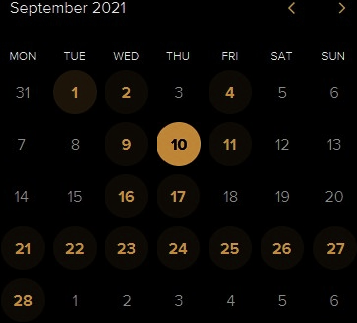 September 2021 < >
MON TUE WED THU FRI SAT SUN
31 1 2 3 4 5 6
7 8 9 10 11 12 13
14 15 16 17 18 19 20
21 22 23 24 25 26 27
28 1 2 3 4 5 6